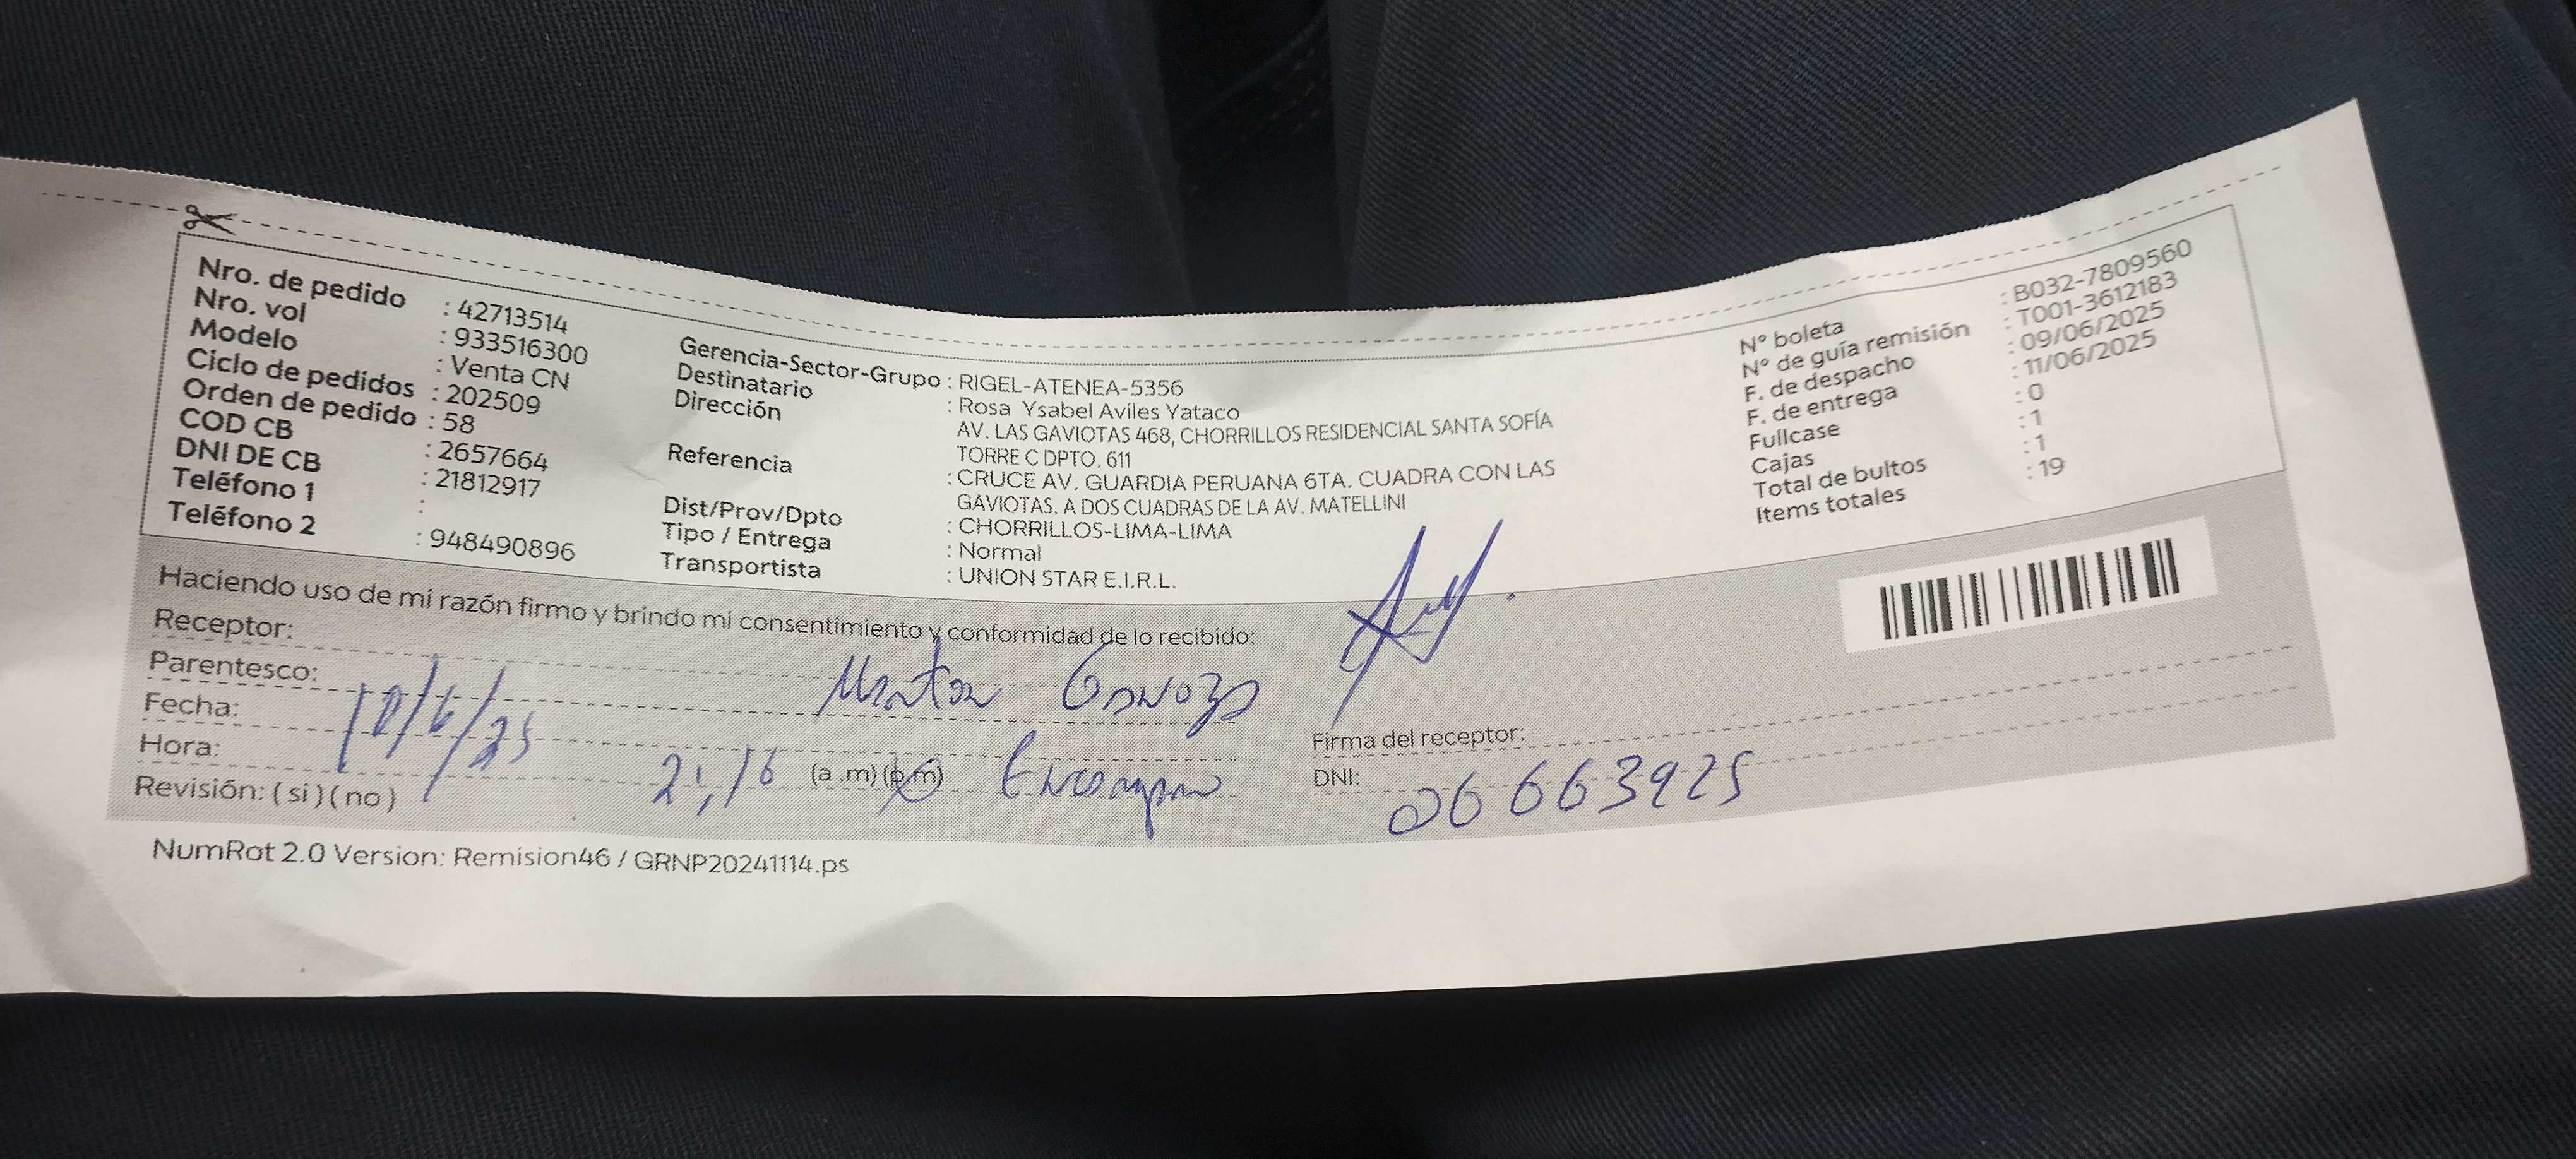 Nro. de pedido : 42713514
Nro. vol : 933516300
Modelo : Venta CN
Ciclo de pedidos : 202509
Orden de pedido : 58
COD CB : 2657664
DNI DE CB : 21812917
Teléfono 1 :
Teléfono 2 : 948490896
Gerencia-Sector-Grupo : RIGEL-ATENEA-5356
Destinatario : Rosa Ysabel Aviles Yataco
Dirección AV. LAS GAVIOTAS 468, CHORRILLOS RESIDENCIAL SANTA SOFÍA
TORRE C DPTO. 611
Referencia : CRUCE AV. GUARDIA PERUANA 6TA. CUADRA CON LAS
GAVIOTAS. A DOS CUADRAS DE LA AV. MATELLINI
Dist/Prov/Dpto : CHORRILLOS-LIMA-LIMA
Tipo / Entrega : Normal
Transportista : UNION STAR E.I.R.L.
N° boleta : B032-7809560
N° de guía remisión : T001-3612183
F. de despacho : 09/06/2025
F. de entrega : 11/06/2025
Fullcase : 0
Cajas : 1
Total de bultos : 1
Items totales : 19
Haciendo uso de mi razón firmo y brindo mi consentimiento y conformidad de lo recibido:
Receptor:
Parentesco:
Fecha:
Hora: (a .m) (p.m)
Revisión: ( si ) ( no )
Firma del receptor:
DNI: 06663925
NumRot 2.0 Version: Remision46 / GRNP20241114.ps